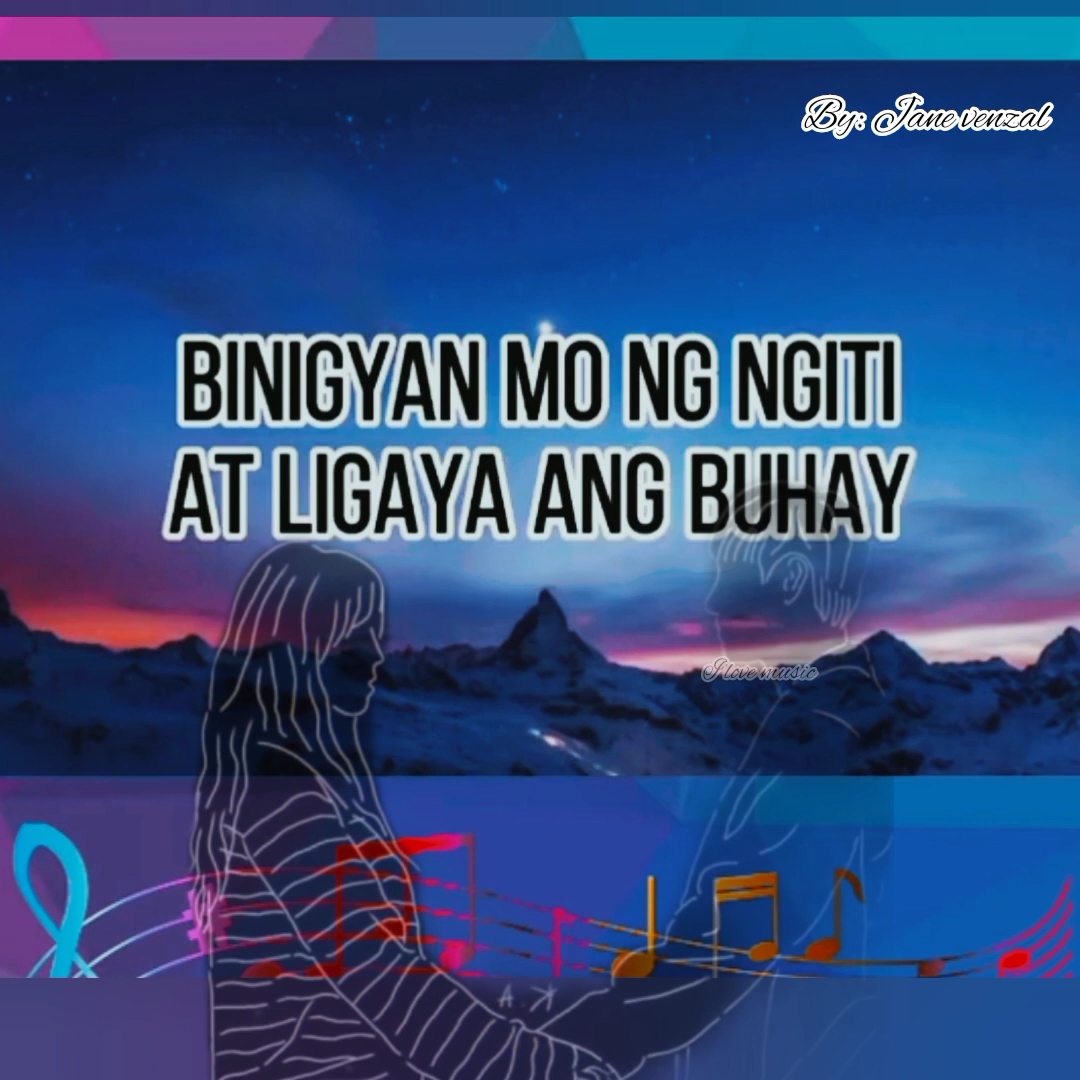 By: Jane venzal
BINIGYAN MO NG NGITI
AT LIGAYA ANG BUHAY
I love music
A.K